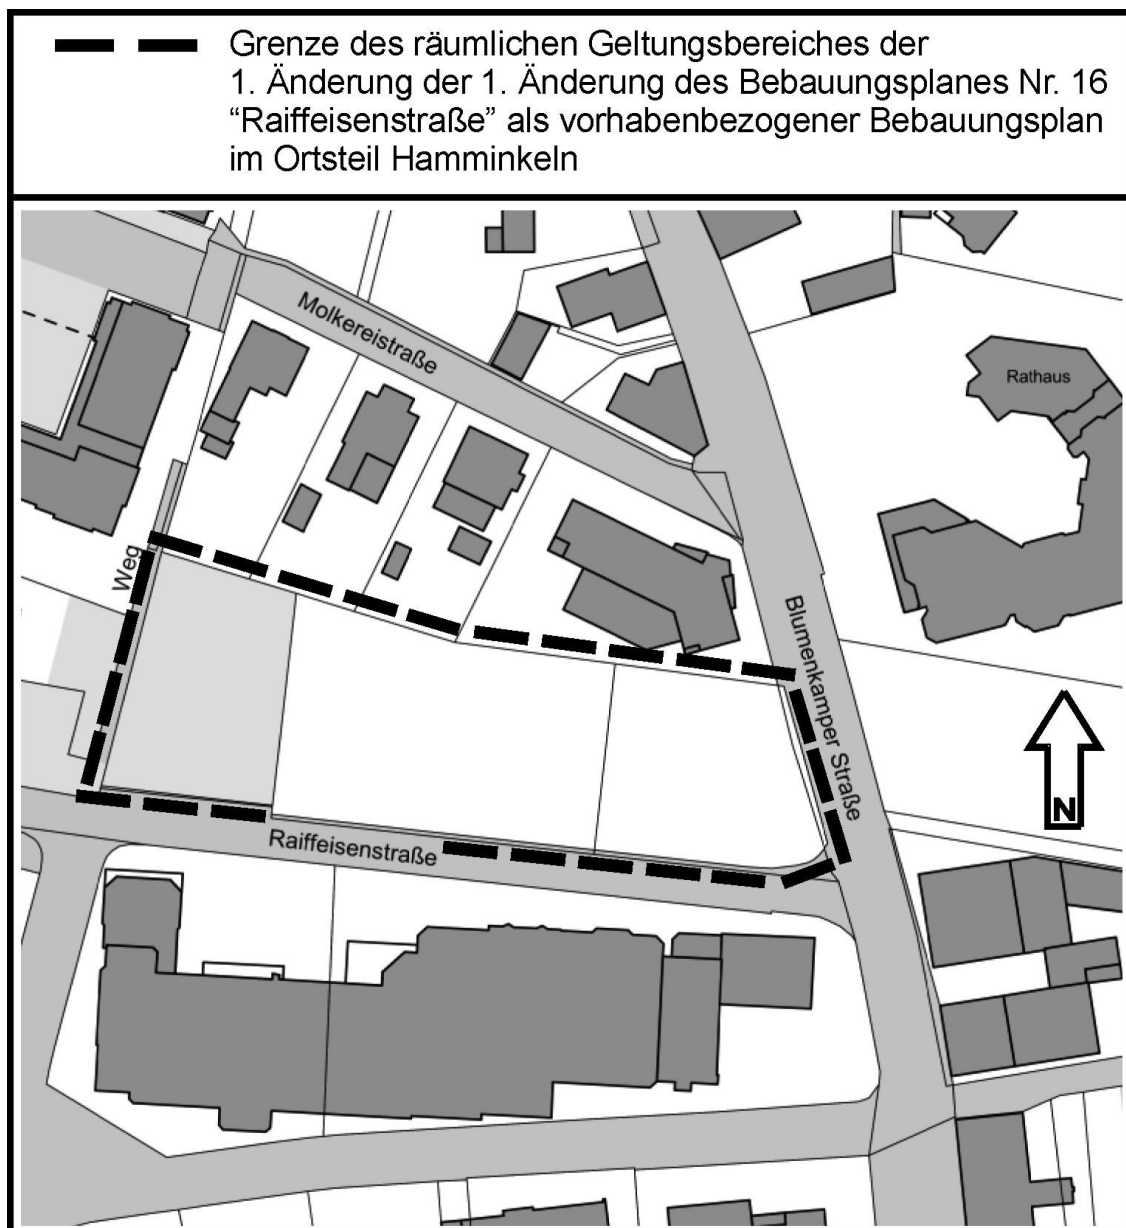 Grenze des räumlichen Geltungsbereiches der
1. Änderung der 1. Änderung des Bebauungsplanes Nr. 16
“Raiffeisenstraße” als vorhabenbezogener Bebauungsplan
im Ortsteil Hamminkeln
Molkereistraße
Rathaus
Weg
Blumenkamper Straße
N
Raiffeisenstraße